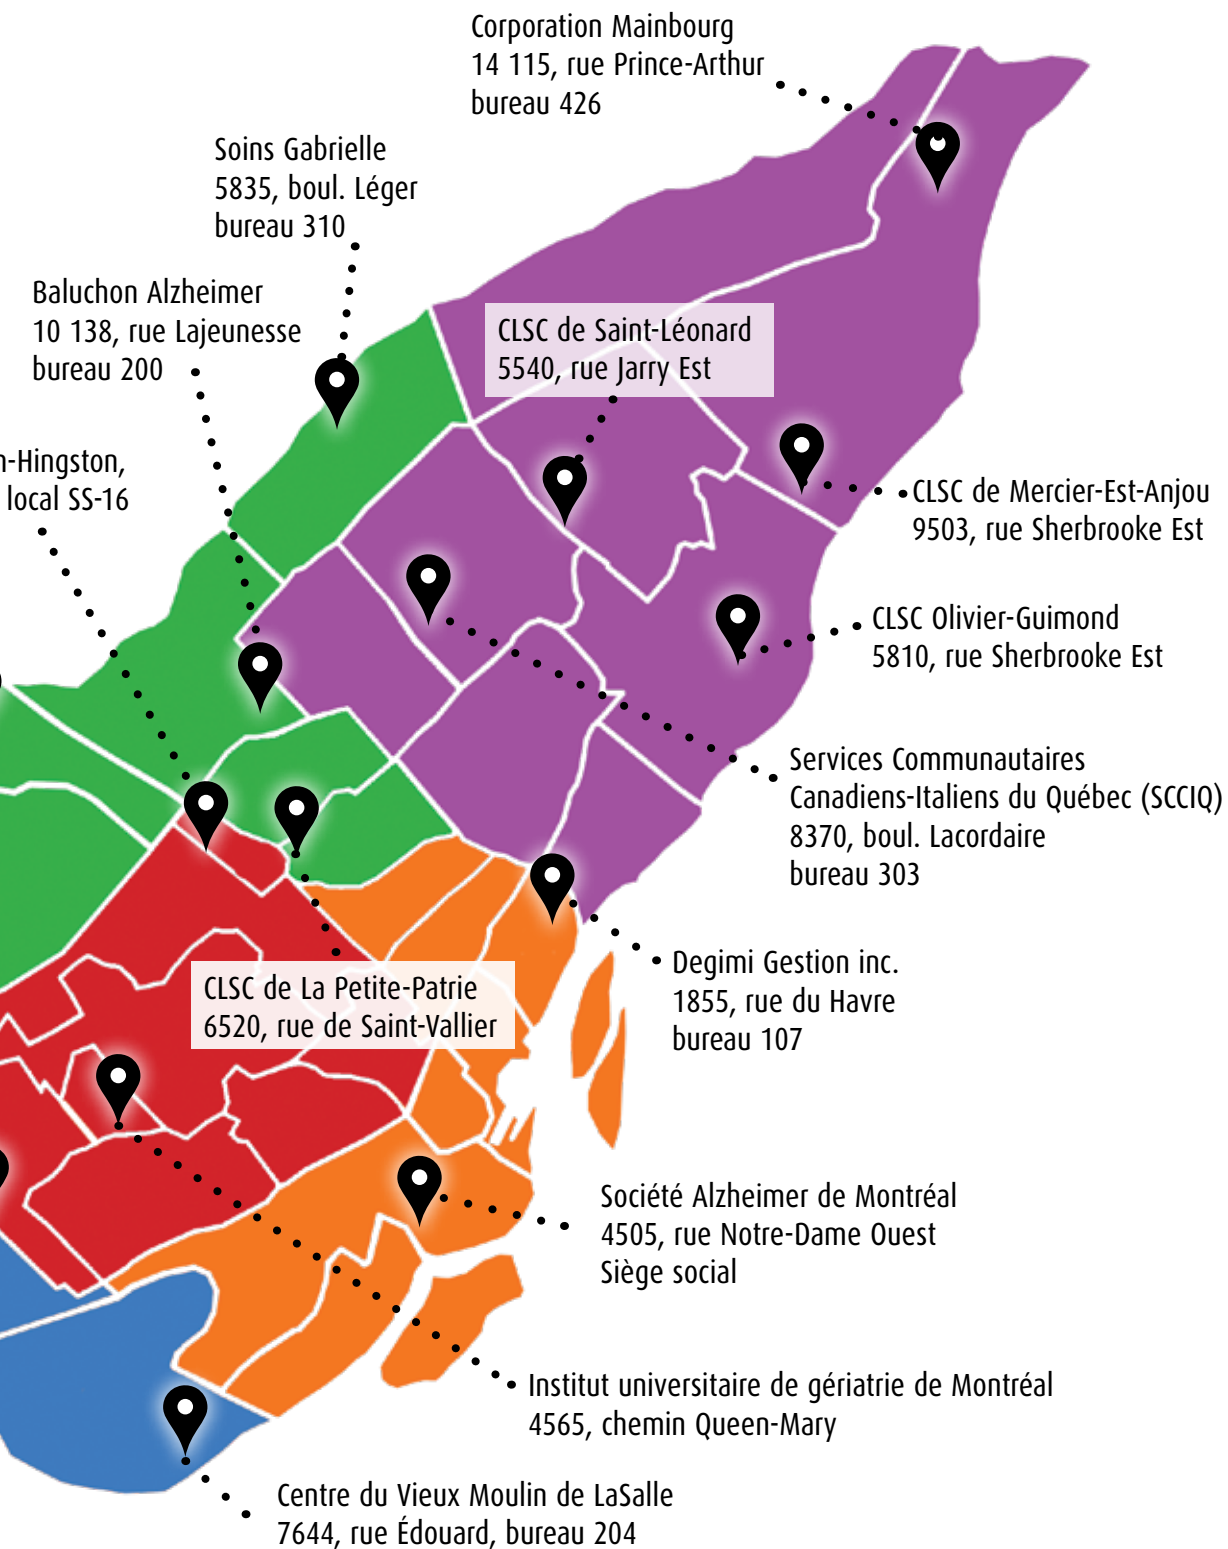 Corporation Mainbourg
14 115, rue Prince-Arthur
bureau 426
Soins Gabrielle
5835, boul. Léger
bureau 310
Baluchon Alzheimer
10 138, rue Lajeunesse
bureau 200
CLSC de Saint-Léonard
5540, rue Jarry Est
-Hingston,
local SS-16
CLSC de Mercier-Est-Anjou
9503, rue Sherbrooke Est
CLSC Olivier-Guimond
5810, rue Sherbrooke Est
Services Communautaires
Canadiens-Italiens du Québec (SCCIQ)
8370, boul. Lacordaire
bureau 303
Degimi Gestion inc.
1855, rue du Havre
bureau 107
CLSC de La Petite-Patrie
6520, rue de Saint-Vallier
Société Alzheimer de Montréal
4505, rue Notre-Dame Ouest
Siège social
Institut universitaire de gériatrie de Montréal
4565, chemin Queen-Mary
Centre du Vieux Moulin de LaSalle
7644, rue Édouard, bureau 204